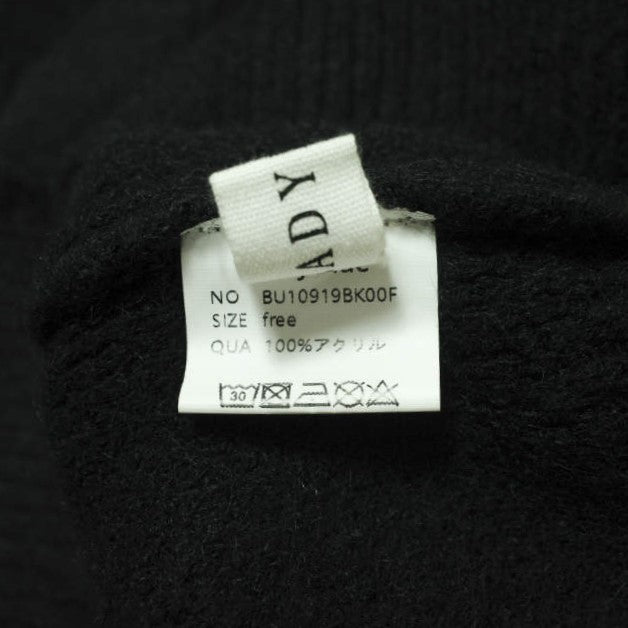 ADY
NO BU10919BK00F
SIZE free
QUA 100%アクリル
30